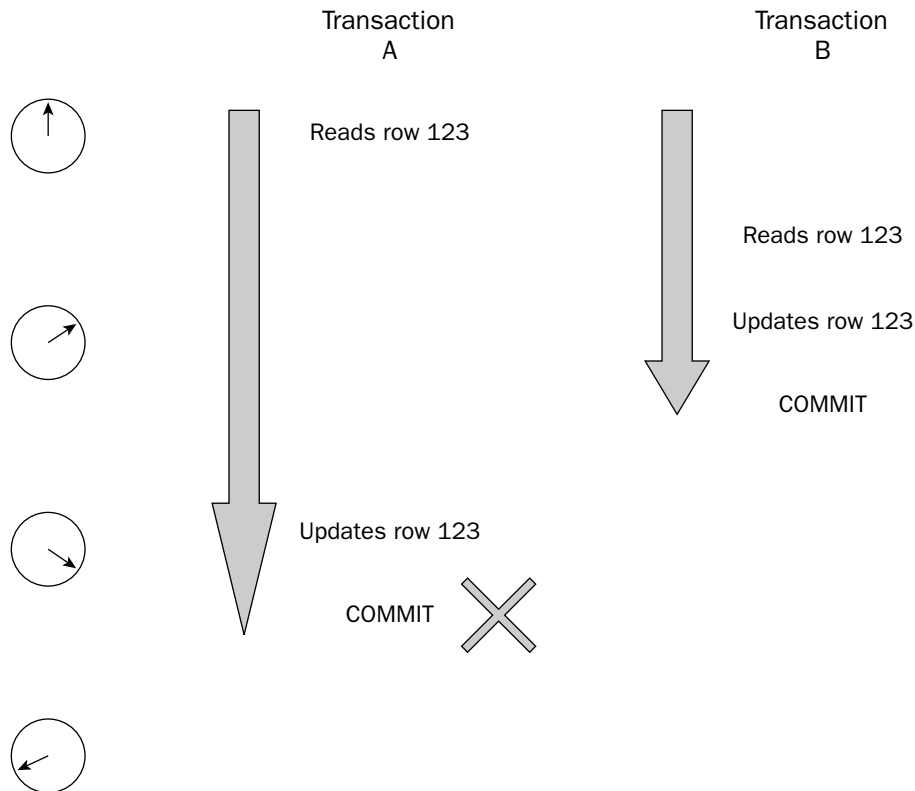 Transaction
A
Transaction
B
Reads row 123
Reads row 123
Updates row 123
COMMIT
Updates row 123
COMMIT